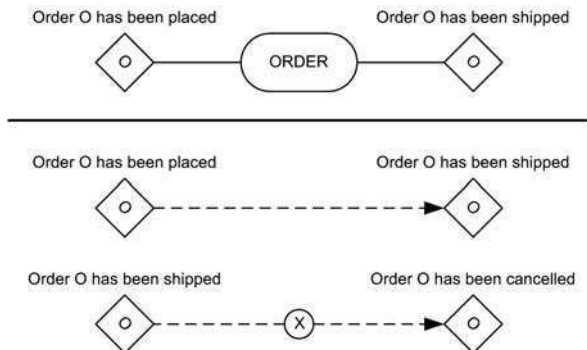 Order O has been placed Order O has been shipped
O ORDER O
Order O has been placed Order O has been shipped
O O
Order O has been shipped Order O has been cancelled
O X O